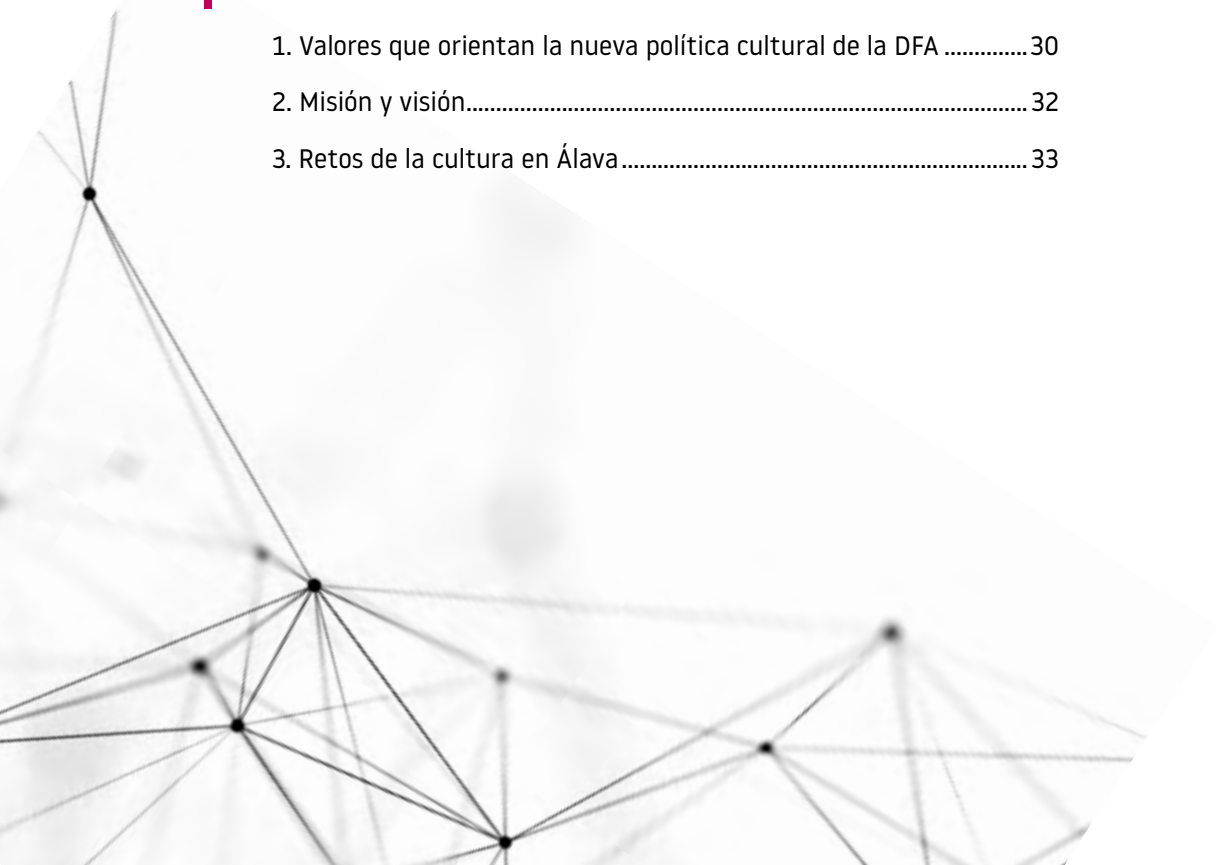 1. Valores que orientan la nueva política cultural de la DFA ..............30
2. Misión y visión................................................................................................ 32
3. Retos de la cultura en Álava...................................................................... 33